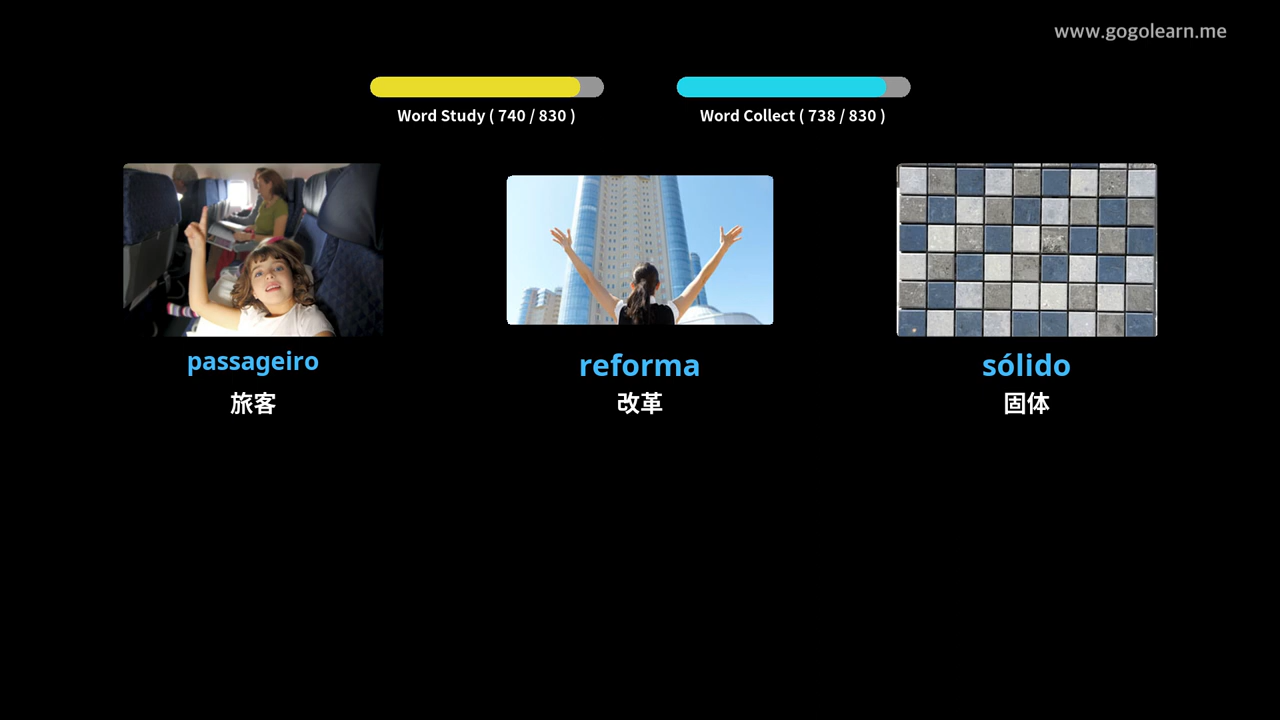 www.gogolearn.me
Word Study ( 740 / 830 )
Word Collect ( 738 / 830 )
passageiro
旅客
reforma
改革
sólido
固体